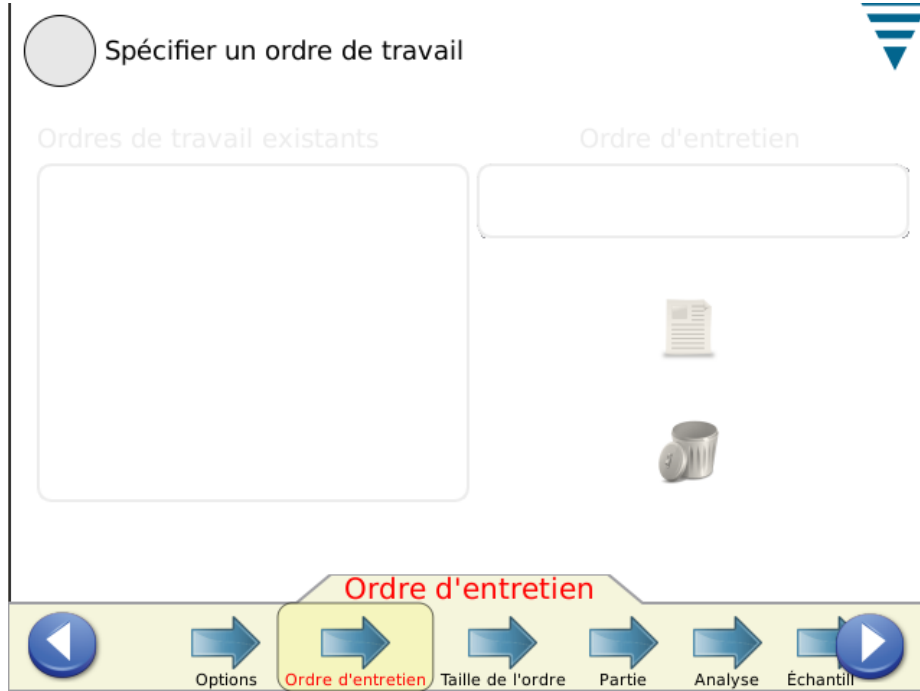 Spécifier un ordre de travail
Ordres de travail existants
Ordre d'entretien
Ordre d'entretien
Options
Ordre d'entretien
Taille de l'ordre
Partie
Analyse
Échantill